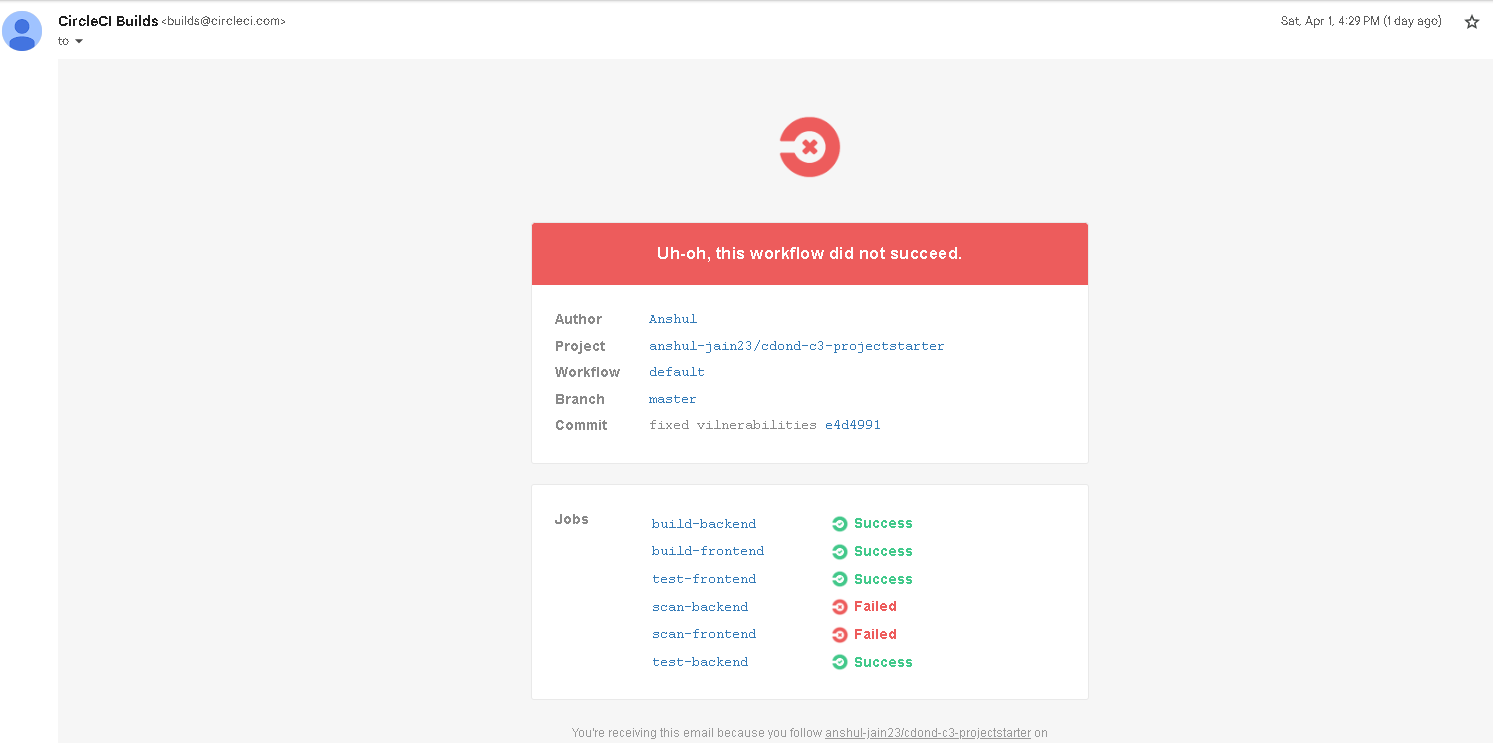 CircleCI Builds <builds@circleci.com>
Sat, Apr 1, 4:29 PM (1 day ago)
to
Uh-oh, this workflow did not succeed.
Author Anshul
Project anshul-jain23/cdond-c3-projectstarter
Workflow default
Branch master
Commit fixed vilnerabilities e4d4991
Jobs build-backend Success
build-frontend Success
test-frontend Success
scan-backend Failed
scan-frontend Failed
test-backend Success
You're receiving this email because you follow anshul-jain23/cdond-c3-projectstarter on